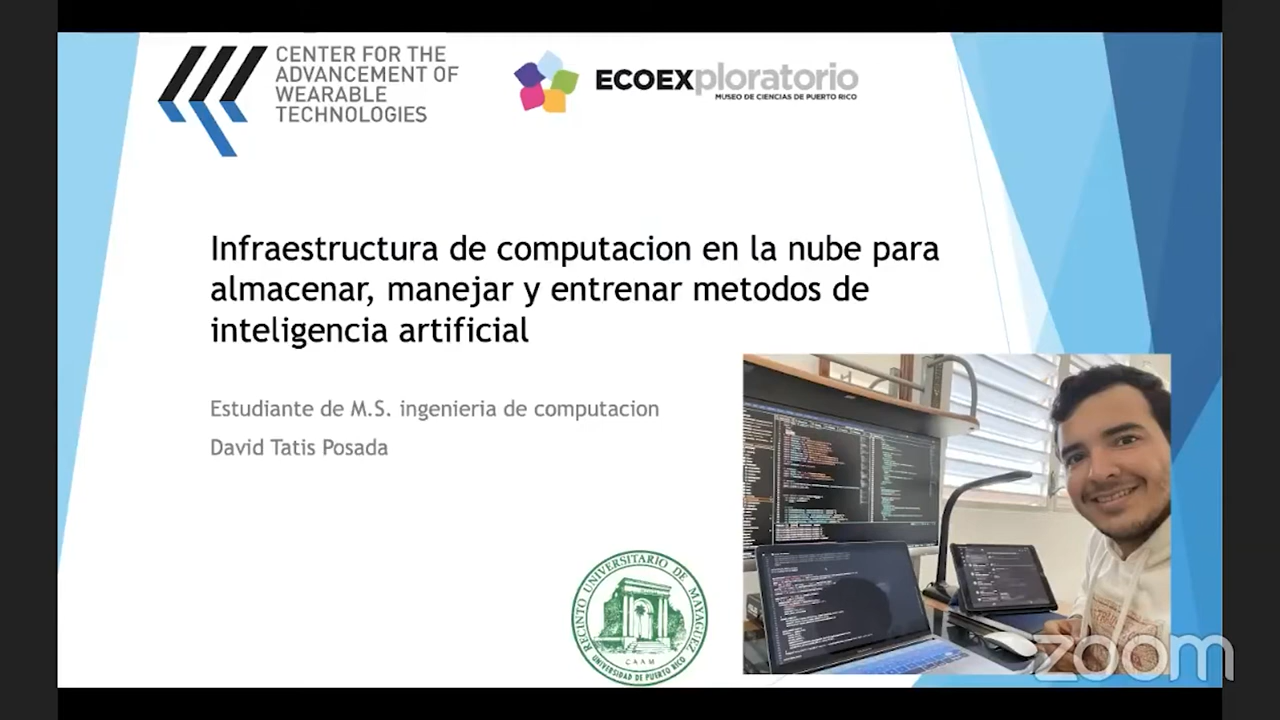 CENTER FOR THE
ADVANCEMENT OF
WEARABLE
TECHNOLOGIES
ECOEXploratorio
MUSEO DE CIENCIAS DE PUERTO RICO
Infraestructura de computacion en la nube para
almacenar, manejar y entrenar metodos de
inteligencia artificial
Estudiante de M.S. ingenieria de computacion
David Tatis Posada
RECINTO UNIVERSITARIO DE MAYAGÜEZ
CAAM
UNIVERSIDAD DE PUERTO RICO
zoom